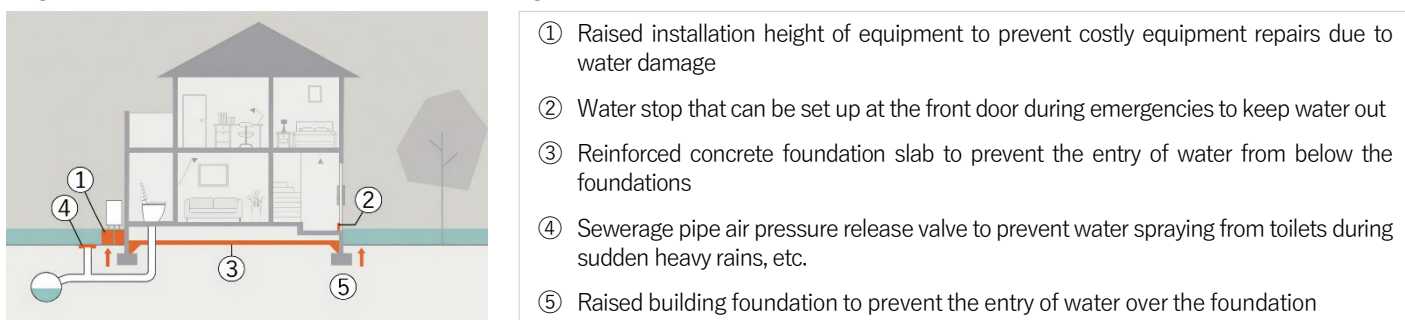 ① Raised installation height of equipment to prevent costly equipment repairs due to
water damage
② Water stop that can be set up at the front door during emergencies to keep water out
③ Reinforced concrete foundation slab to prevent the entry of water from below the
foundations
④ Sewerage pipe air pressure release valve to prevent water spraying from toilets during
sudden heavy rains, etc.
⑤ Raised building foundation to prevent the entry of water over the foundation
①
④
②
③
⑤